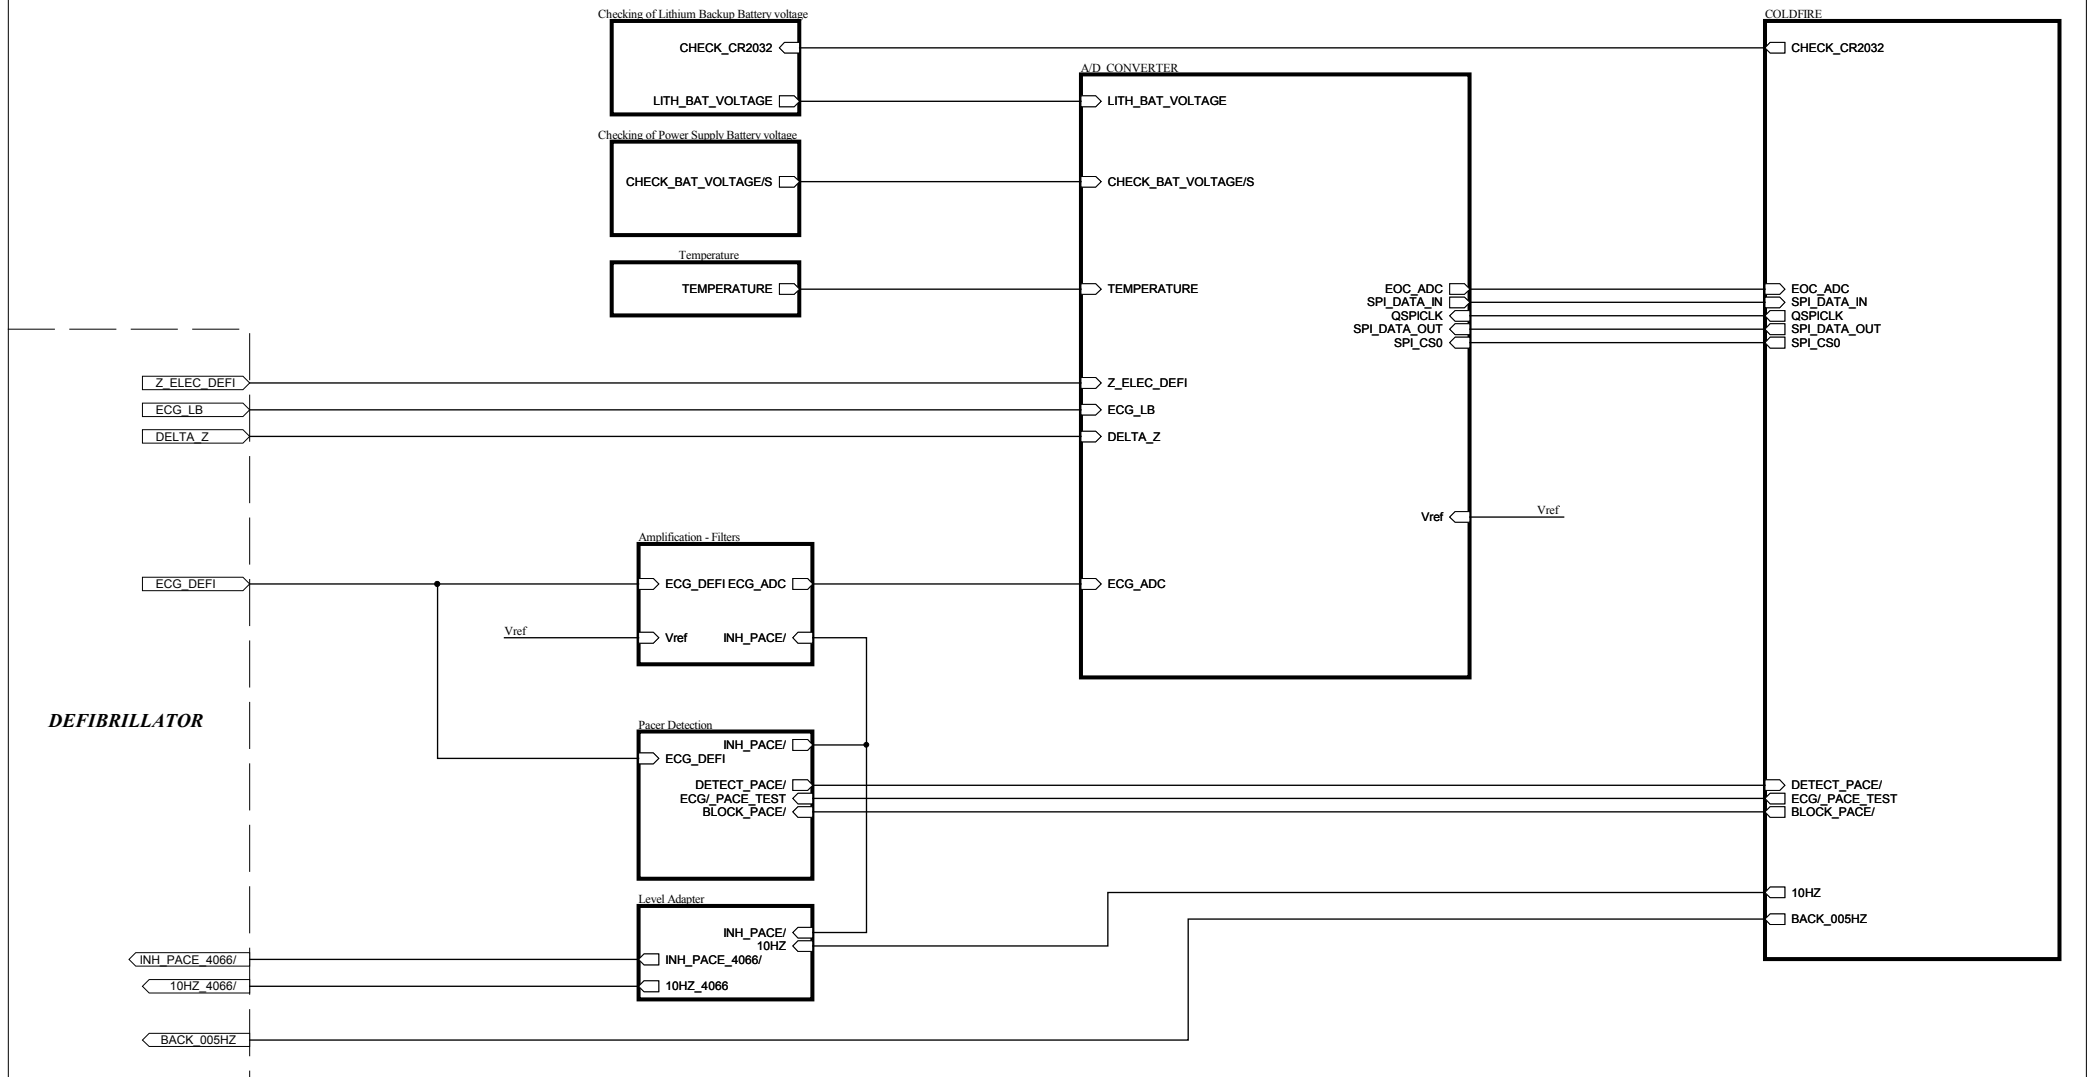 Checking of Lithium Backup Battery voltage
CHECK_CR2032
LITH_BAT_VOLTAGE
Checking of Power Supply Battery voltage
CHECK_BAT_VOLTAGE/S
Temperature
TEMPERATURE
A/D CONVERTER
LITH_BAT_VOLTAGE
CHECK_BAT_VOLTAGE/S
TEMPERATURE
EOC_ADC
SPI_DATA_IN
QSPICLK
SPI_DATA_OUT
SPI_CS0
Z_ELEC_DEFI
ECG_LB
DELTA_Z
Vref
Vref
ECG_ADC
COLDFIRE
CHECK_CR2032
EOC_ADC
SPI_DATA_IN
QSPICLK
SPI_DATA_OUT
SPI_CS0
DETECT_PACE/
ECG/_PACE_TEST
BLOCK_PACE/
10HZ
BACK_005HZ
Z_ELEC_DEFI
ECG_LB
DELTA_Z
ECG_DEFI
DEFIBRILLATOR
INH_PACE_4066/
10HZ_4066/
BACK_005HZ
Amplification - Filters
ECG_DEFI ECG_ADC
Vref
Vref
INH_PACE/
Pacer Detection
INH_PACE/
ECG_DEFI
DETECT_PACE/
ECG/_PACE_TEST
BLOCK_PACE/
Level Adapter
INH_PACE/
10HZ
INH_PACE_4066/
10HZ_4066